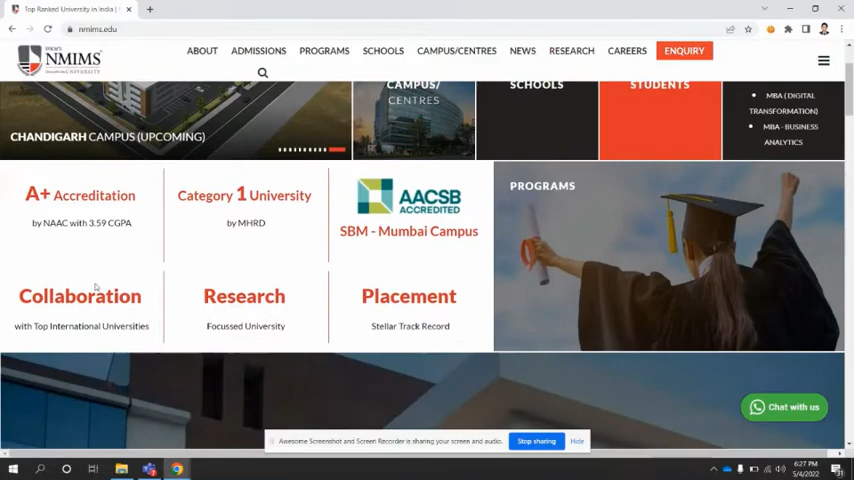 Top Ranked University in India |
nmims.edu
SVKM'S
NMIMS
ABOUT
ADMISSIONS
PROGRAMS
SCHOOLS
CAMPUS/CENTRES
NEWS
RESEARCH
CAREERS
ENQUIRY
CHANDIGARH CAMPUS (UPCOMING)
CAMPUS/
CENTRES
SCHOOLS
STUDENTS
MBA (DIGITAL
TRANSFORMATION)
MBA - BUSINESS
ANALYTICS
A+ Accreditation
by NAAC with 3.59 CGPA
Category 1 University
by MHRD
AACSB
ACCREDITED
SBM - Mumbai Campus
PROGRAMS
Collaboration
with Top International Universities
Research
Focussed University
Placement
Stellar Track Record
Chat with us
Awesome Screenshot and Screen Recorder is sharing your screen and audio.
Stop sharing
Hide
6:27 PM
5/4/2022